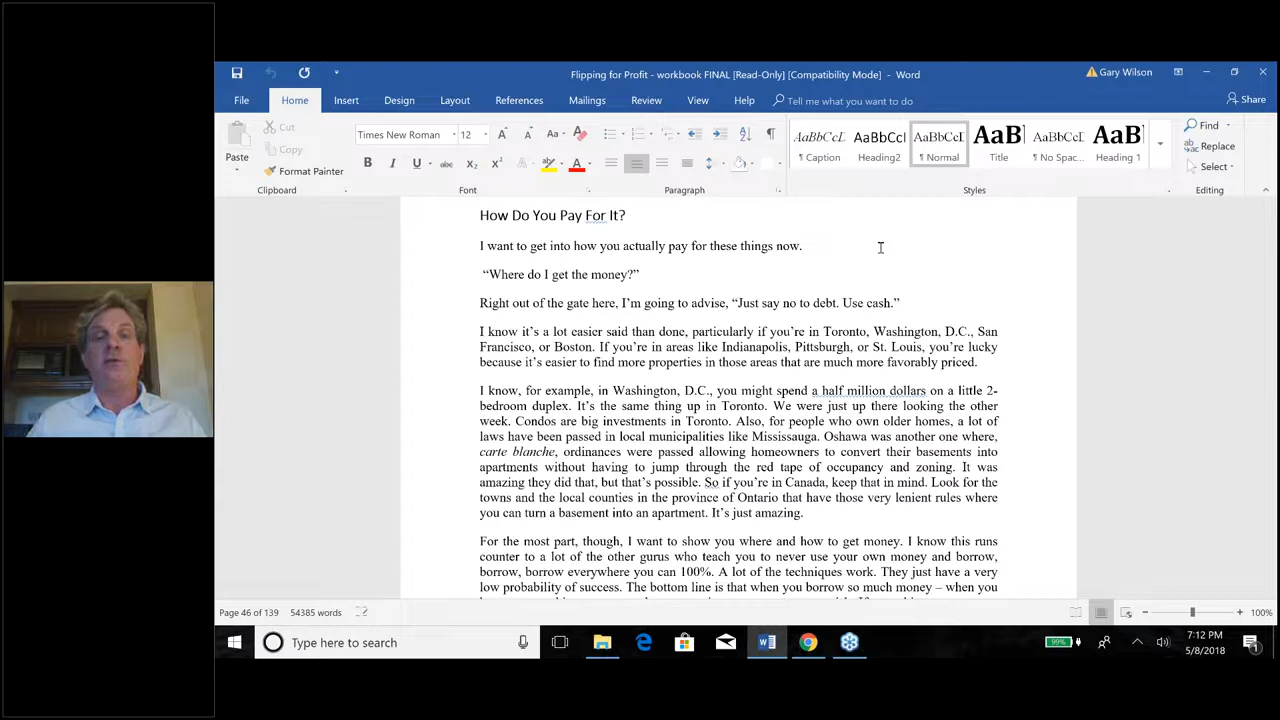 Flipping for Profit - workbook FINAL [Read-Only] [Compatibility Mode] - Word
Gary Wilson
File Home Insert Design Layout References Mailings Review View Help Tell me what you want to do
Share
Paste
Cut
Copy
Format Painter
Clipboard
Times New Roman 12
Font
Paragraph
AaBbCcI AaBbCcI AaBbCcI AaB AaBbCcI AaB
¶ Caption Heading2 ¶ Normal Title ¶ No Spac... Heading 1
Styles
Find
Replace
Select
Editing
How Do You Pay For It?
I want to get into how you actually pay for these things now.
“Where do I get the money?”
Right out of the gate here, I’m going to advise, “Just say no to debt. Use cash.”
I know it’s a lot easier said than done, particularly if you’re in Toronto, Washington, D.C., San
Francisco, or Boston. If you’re in areas like Indianapolis, Pittsburgh, or St. Louis, you’re lucky
because it’s easier to find more properties in those areas that are much more favorably priced.
I know, for example, in Washington, D.C., you might spend a half million dollars on a little 2-
bedroom duplex. It’s the same thing up in Toronto. We were just up there looking the other
week. Condos are big investments in Toronto. Also, for people who own older homes, a lot of
laws have been passed in local municipalities like Mississauga. Oshawa was another one where,
carte blanche, ordinances were passed allowing homeowners to convert their basements into
apartments without having to jump through the red tape of occupancy and zoning. It was
amazing they did that, but that’s possible. So if you’re in Canada, keep that in mind. Look for the
towns and the local counties in the province of Ontario that have those very lenient rules where
you can turn a basement into an apartment. It’s just amazing.
For the most part, though, I want to show you where and how to get money. I know this runs
counter to a lot of the other gurus who teach you to never use your own money and borrow,
borrow, borrow everywhere you can 100%. A lot of the techniques work. They just have a very
low probability of success. The bottom line is that when you borrow so much money – when you
Page 46 of 139 54385 words
100%
Type here to search
99%
7:12 PM
5/8/2018